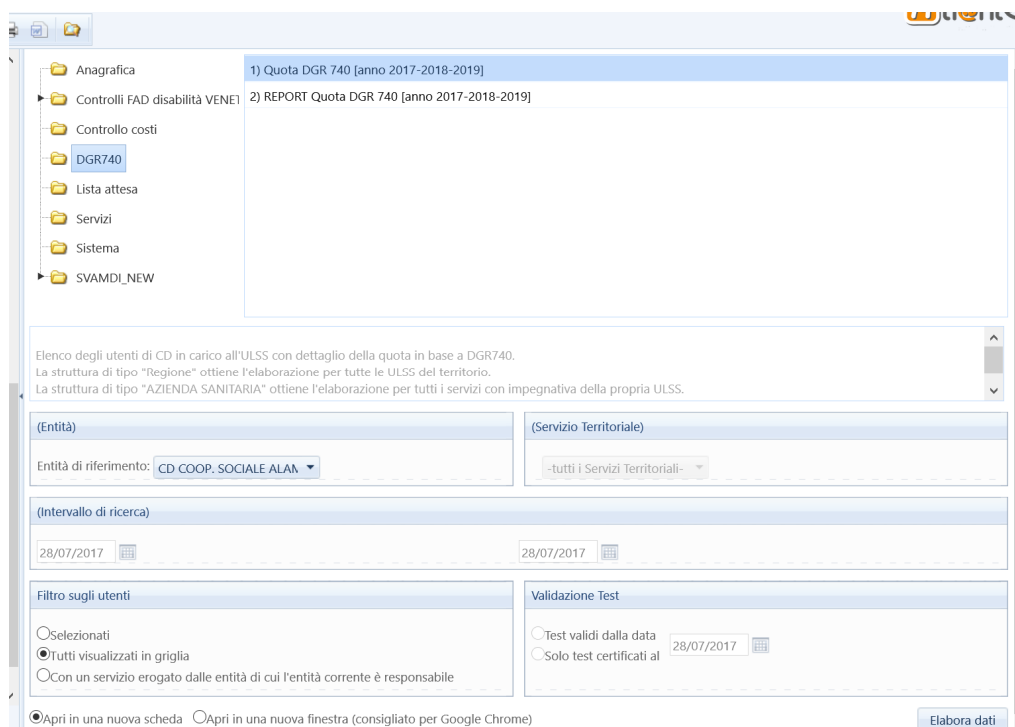 Anagrafica
Controlli FAD disabilità VENET
Controllo costi
DGR740
Lista attesa
Servizi
Sistema
SVAMDI_NEW
1) Quota DGR 740 [anno 2017-2018-2019]
2) REPORT Quota DGR 740 [anno 2017-2018-2019]
Elenco degli utenti di CD in carico all'ULSS con dettaglio della quota in base a DGR740.
La struttura di tipo "Regione" ottiene l'elaborazione per tutte le ULSS del territorio.
La struttura di tipo "AZIENDA SANITARIA" ottiene l'elaborazione per tutti i servizi con impegnativa della propria ULSS.
(Entità)
Entità di riferimento: CD COOP. SOCIALE ALAM
(Servizio Territoriale)
-tutti i Servizi Territoriali-
(Intervallo di ricerca)
28/07/2017 28/07/2017
Filtro sugli utenti
Selezionati
Tutti visualizzati in griglia
Con un servizio erogato dalle entità di cui l'entità corrente è responsabile
Validazione Test
Test validi dalla data
Solo test certificati al
28/07/2017
Apri in una nuova scheda Apri in una nuova finestra (consigliato per Google Chrome)
Elabora dati